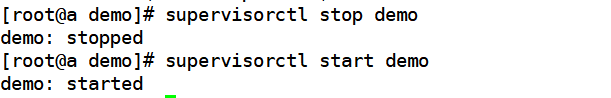 [root@a demo]# supervisorctl stop demo
demo: stopped
[root@a demo]# supervisorctl start demo
demo: started